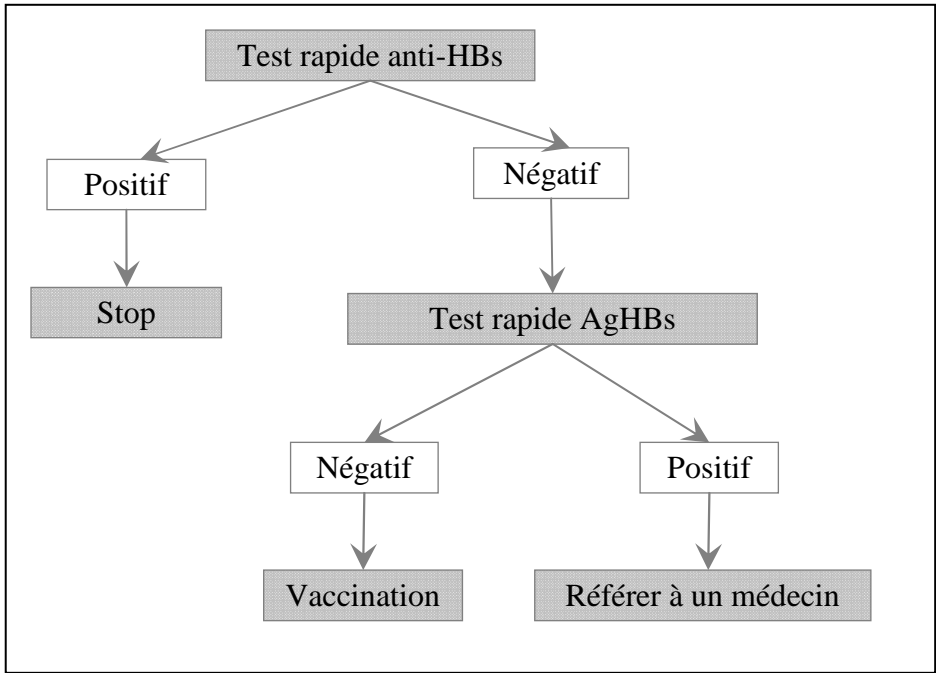 Test rapide anti-HBs
Positif
Négatif
Stop
Test rapide AgHBs
Négatif
Positif
Vaccination
Référer à un médecin